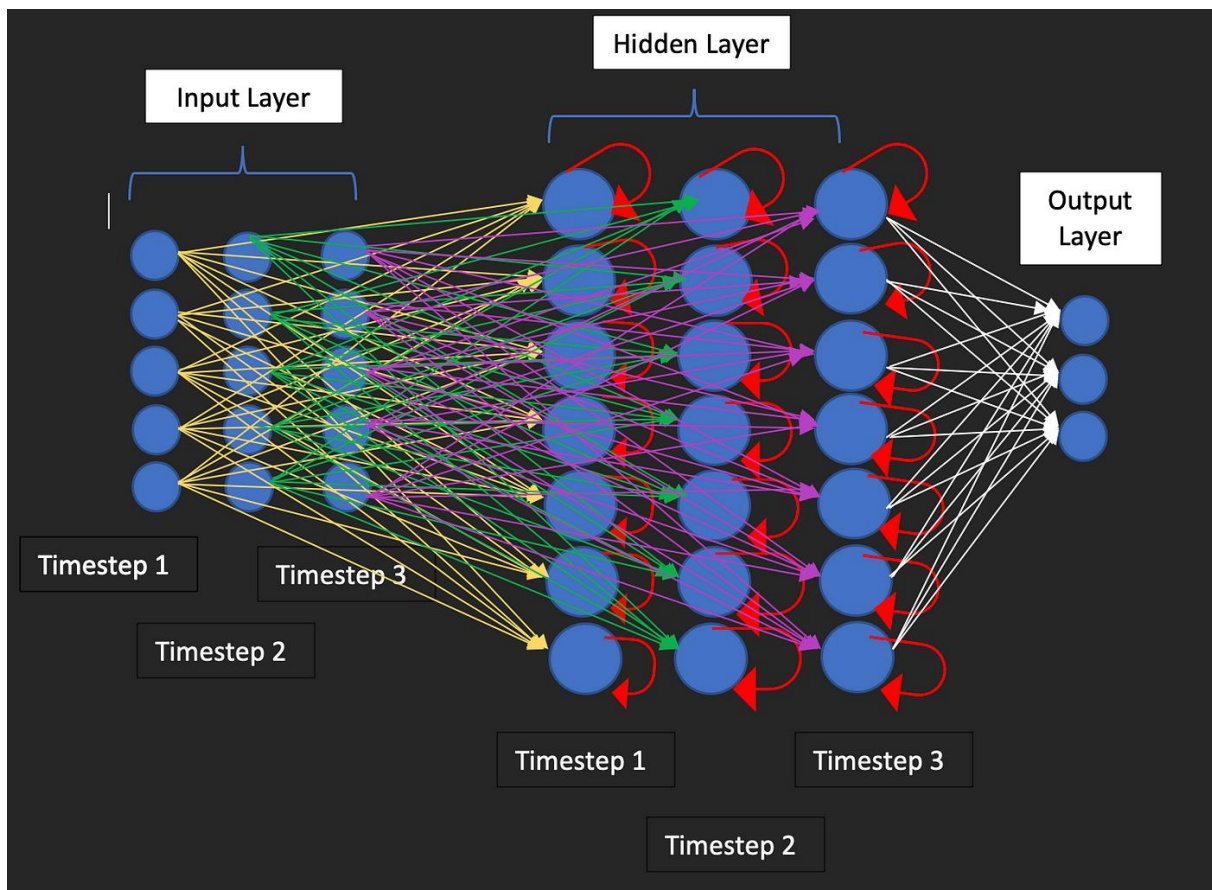 Hidden Layer
Input Layer
Output
Layer
Timestep 1
Timestep 3
Timestep 2
Timestep 1
Timestep 3
Timestep 2